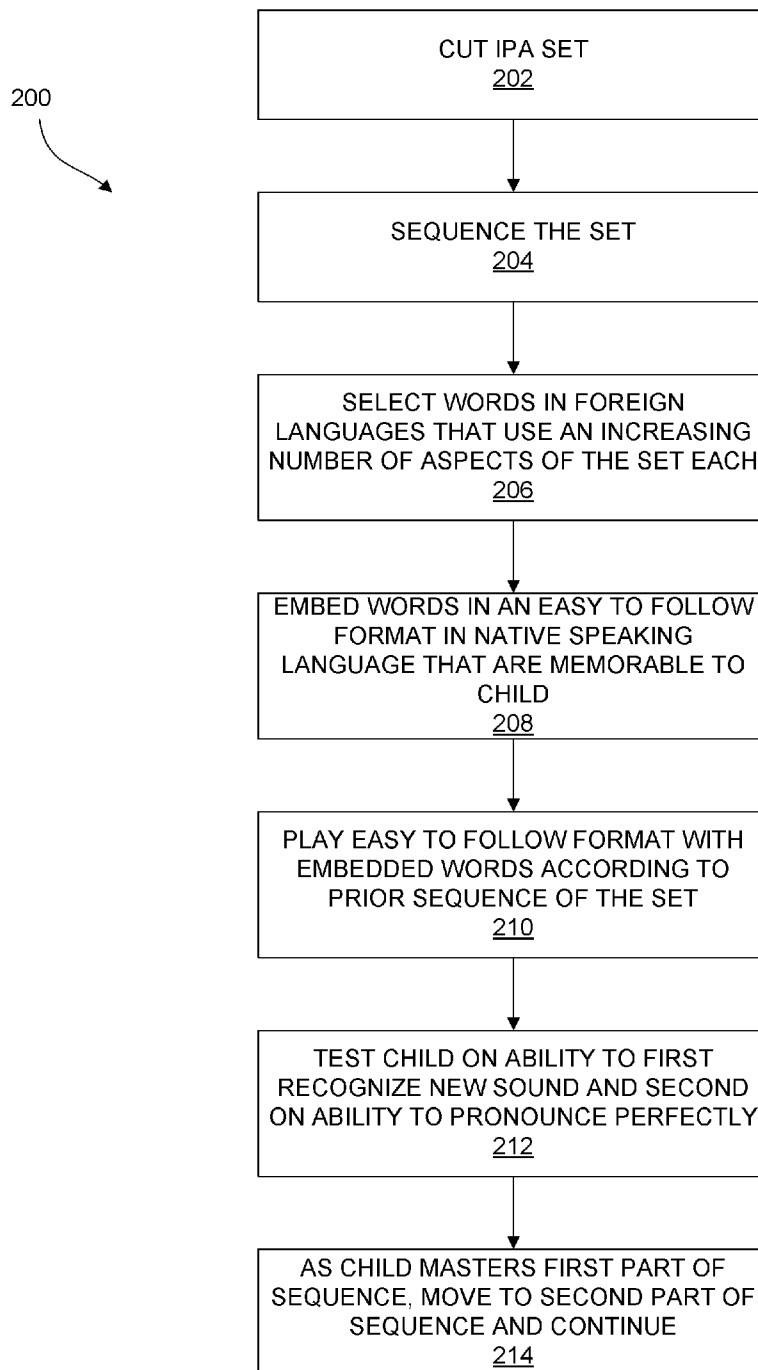 CUT IPA SET
202
200
SEQUENCE THE SET
204
SELECT WORDS IN FOREIGN
LANGUAGES THAT USE AN INCREASING
NUMBER OF ASPECTS OF THE SET EACH
206
EMBED WORDS IN AN EASY TO FOLLOW
FORMAT IN NATIVE SPEAKING
LANGUAGE THAT ARE MEMORABLE TO
CHILD
208
PLAY EASY TO FOLLOW FORMAT WITH
EMBEDDED WORDS ACCORDING TO
PRIOR SEQUENCE OF THE SET
210
TEST CHILD ON ABILITY TO FIRST
RECOGNIZE NEW SOUND AND SECOND
ON ABILITY TO PRONOUNCE PERFECTLY
212
AS CHILD MASTERS FIRST PART OF
SEQUENCE, MOVE TO SECOND PART OF
SEQUENCE AND CONTINUE
214